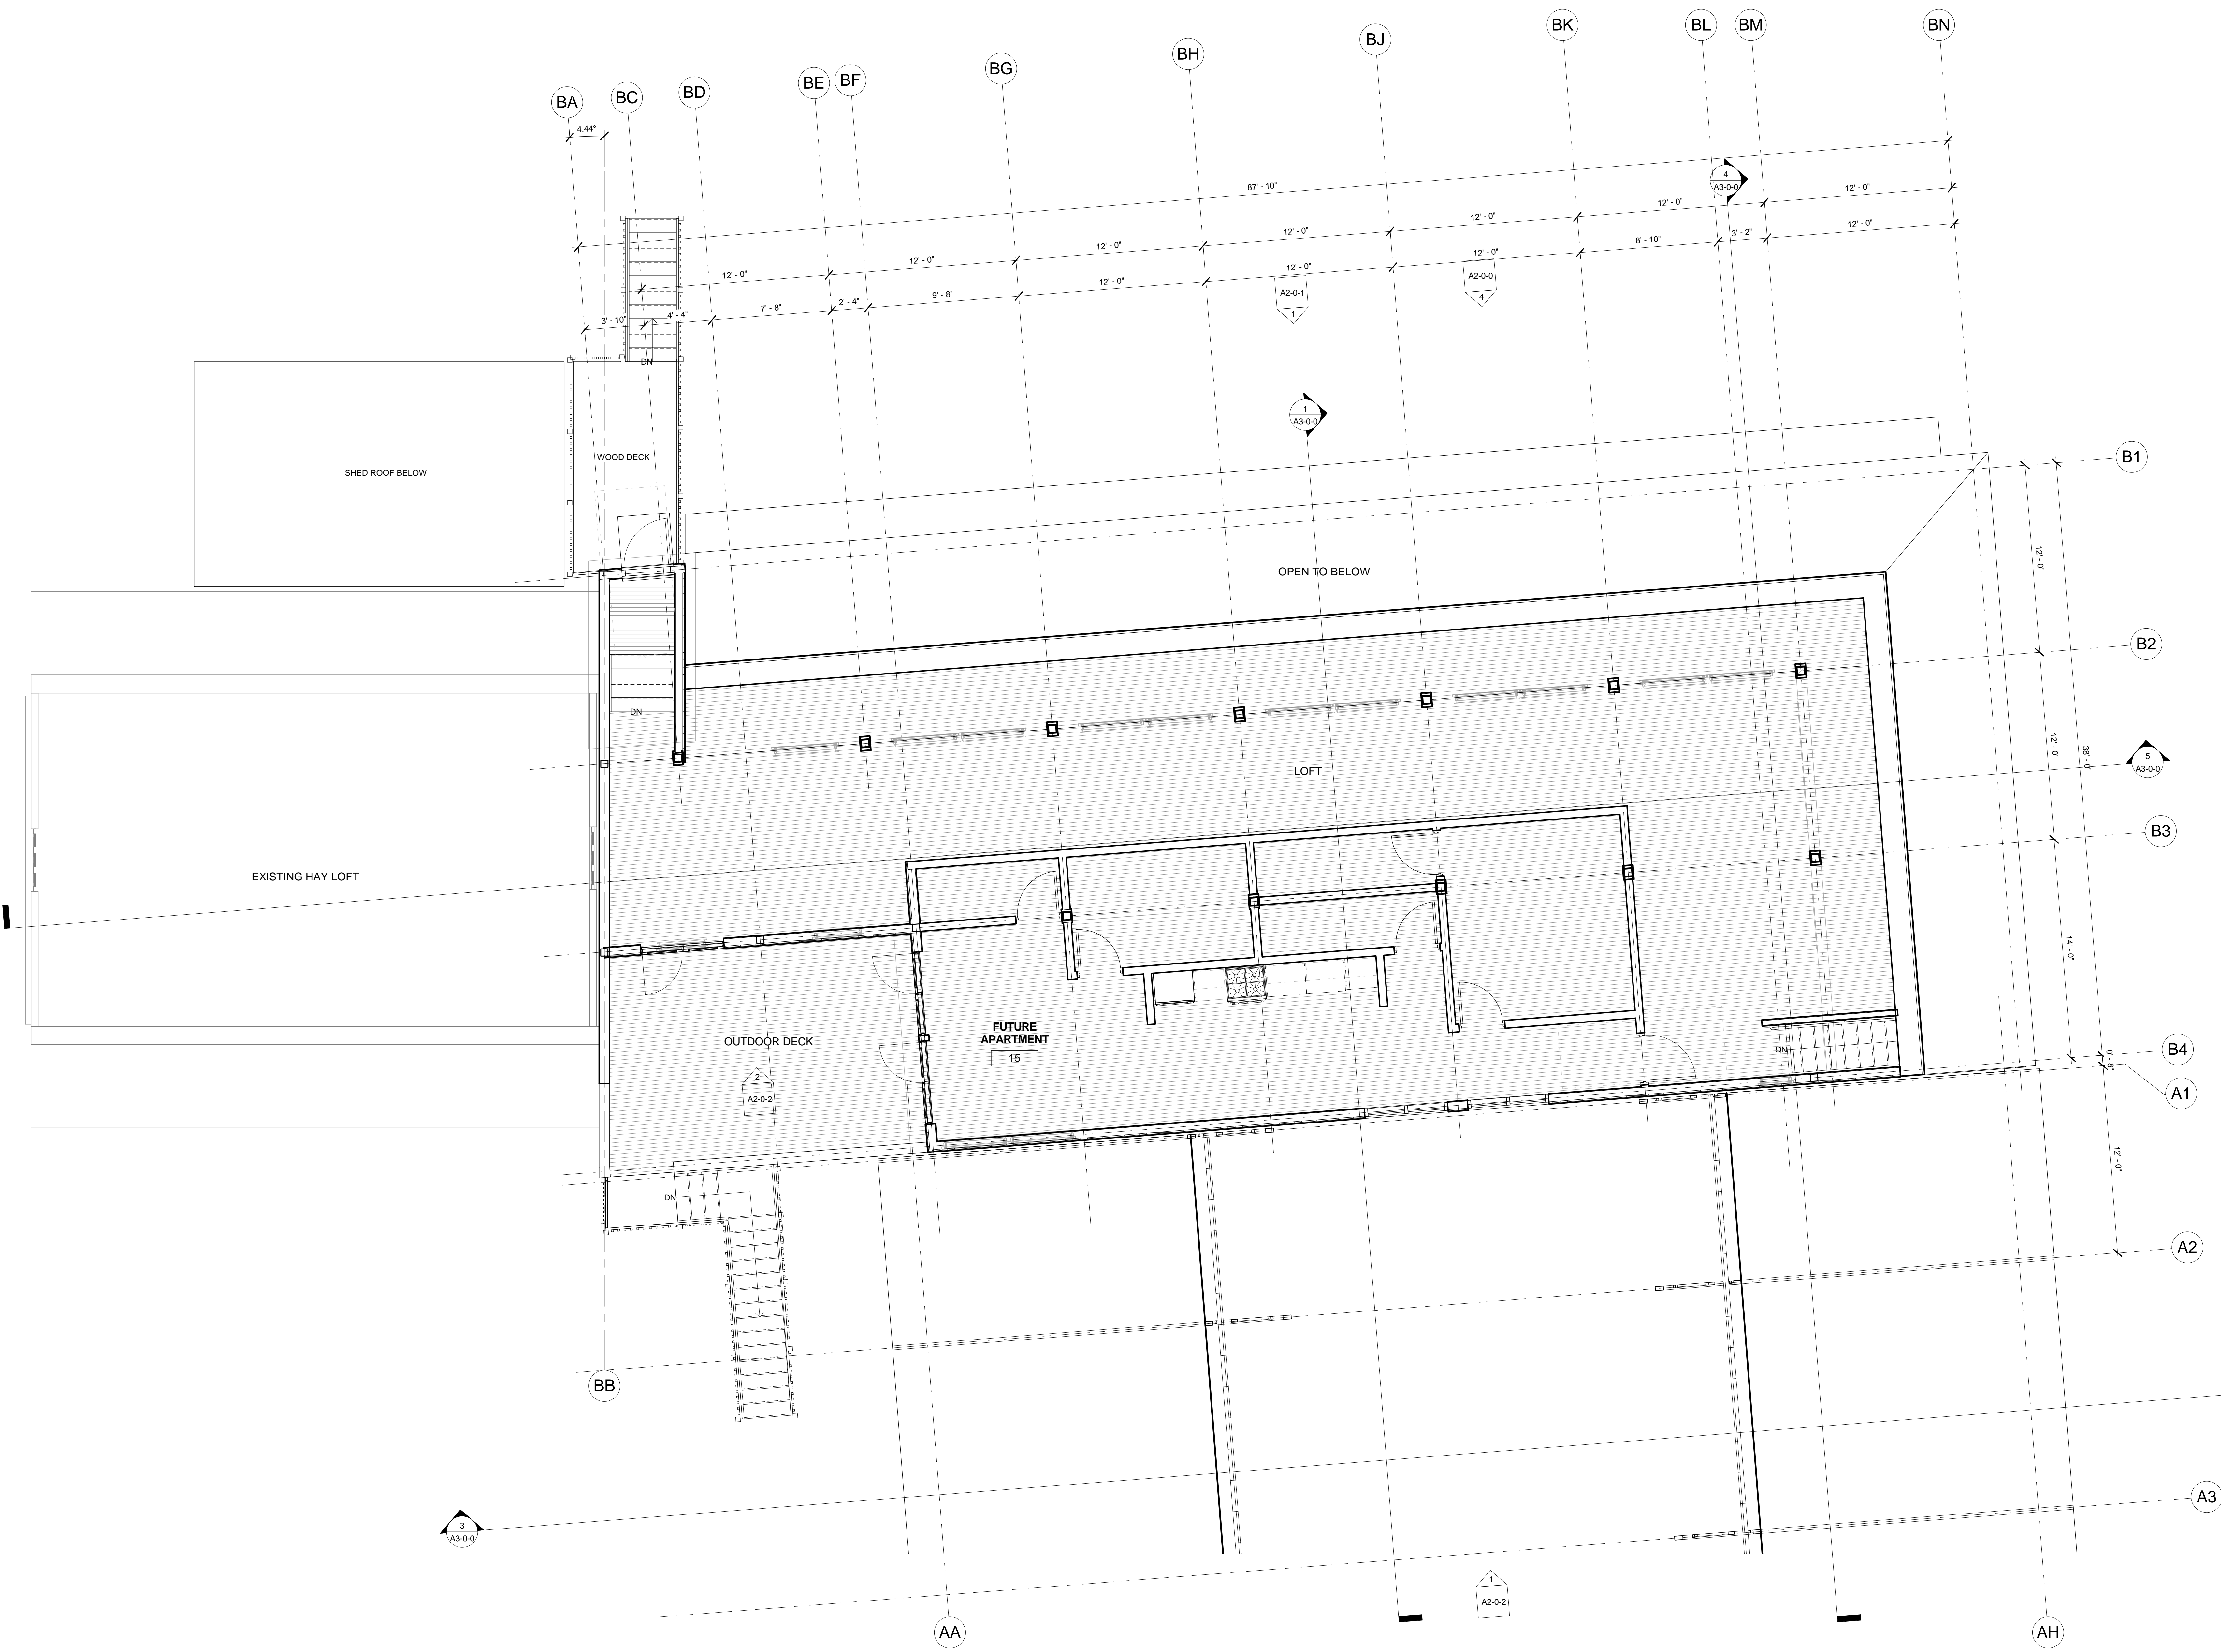 BA
BC
BD
BE
BF
BG
BH
BJ
BK
BL
BM
BN
4.44°
87' - 10"
12' - 0"
12' - 0"
12' - 0"
12' - 0"
12' - 0"
12' - 0"
12' - 0"
3' - 10"
4' - 4"
7' - 8"
2' - 4"
9' - 8"
12' - 0"
12' - 0"
12' - 0"
8' - 10"
3' - 2"
12' - 0"
4
A3-0-0
A2-0-1
1
A2-0-0
4
DN
1
A3-0-0
WOOD DECK
SHED ROOF BELOW
B1
OPEN TO BELOW
12' - 0"
B2
DN
12' - 0"
38' - 0"
LOFT
5
A3-0-0
B3
EXISTING HAY LOFT
14' - 0"
FUTURE
APARTMENT
15
OUTDOOR DECK
DN
B4
0' - 8"
2
A2-0-2
A1
12' - 0"
DN
A2
BB
A3
3
A3-0-0
1
A2-0-2
AA
AH